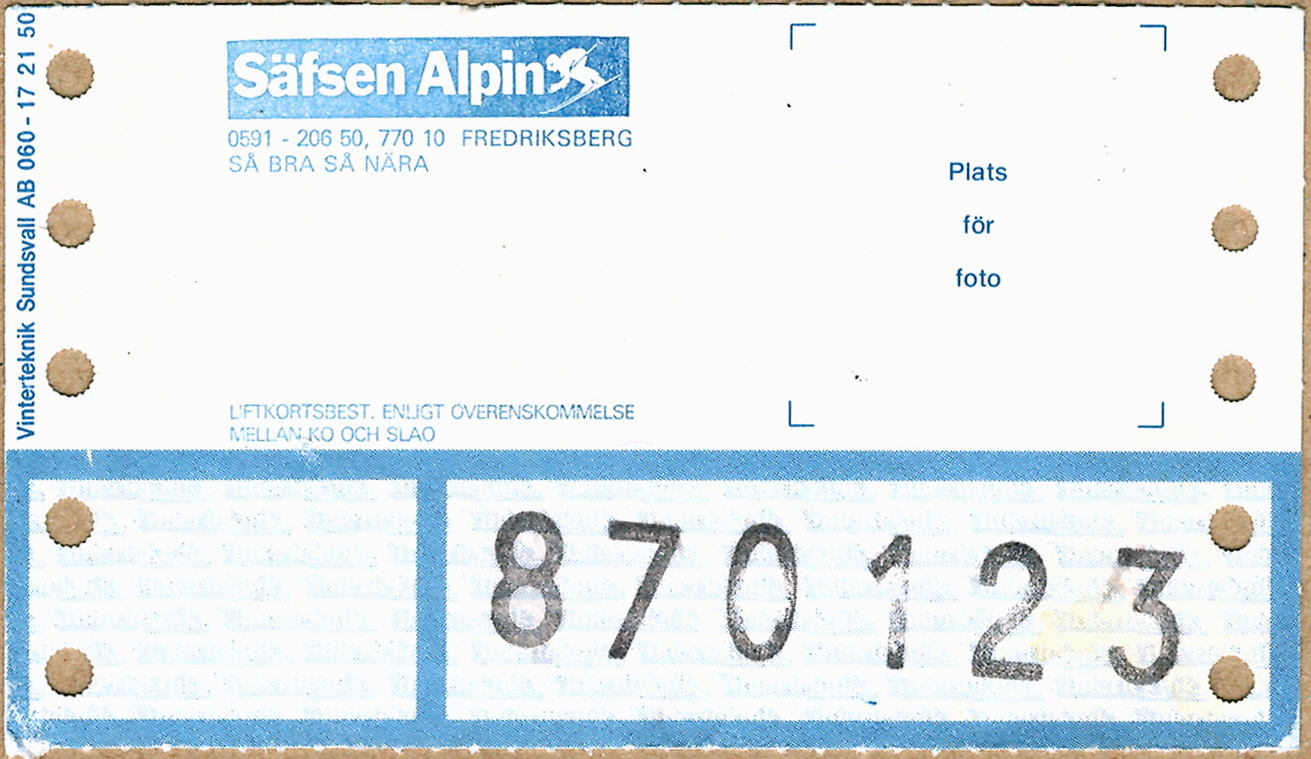 Vinterteknik Sundsvall AB 060-17 21 50
Säfsen Alpin
0591 - 206 50, 770 10 FREDRIKSBERG
SÅ BRA SÅ NÄRA
Plats
för
foto
LIFTKORTSBEST. ENLIGT ÖVERENSKOMMELSE
MELLAN KO OCH SLAO
870123